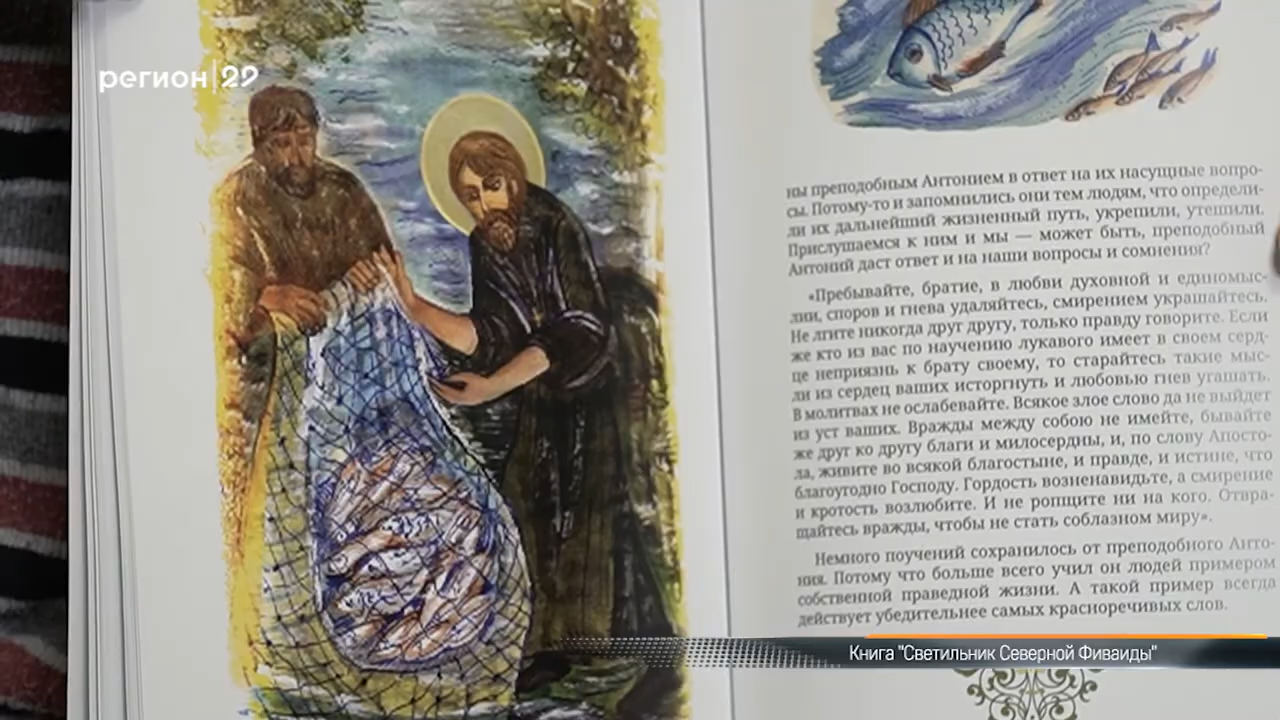 регион|29
ны преподобным Антонием в ответ на их насущные вопро-
сы. Потому-то и запомнились они тем людям, что определи-
ли их дальнейший жизненный путь, укрепили, утешили.
Прислушаемся к ним и мы — может быть, преподобный
Антоний даст ответ и на наши вопросы и сомнения?
«Пребывайте, братие, в любви духовной и единомыс-
лии, споров и гнева удаляйтесь, смирением украшайтесь.
Не лгите никогда друг другу, только правду говорите. Если
же кто из вас по научению лукавого имеет в своем серд-
це неприязнь к брату своему, то старайтесь такие мыс-
ли из сердец ваших исторгнуть и любовью гнев угашать.
В молитвах не ослабевайте. Всякое злое слово да не выйдет
из уст ваших. Вражды между собою не имейте, бывайте
же друг ко другу благи и милосердны, и, по слову Апосто-
ла, живите во всякой благостыне, и правде, и истине, что
благоугодно Господу. Гордость возненавидьте, а смирение
и кротость возлюбите. И не ропщите ни на кого. Отвра-
щайтесь вражды, чтобы не стать соблазном миру».
Немного поучений сохранилось от преподобного Анто-
ния. Потому что больше всего учил он людей примером
собственной праведной жизни. А такой пример всегда
действует убедительнее самых красноречивых слов.
Книга "Светильник Северной Фиваиды"